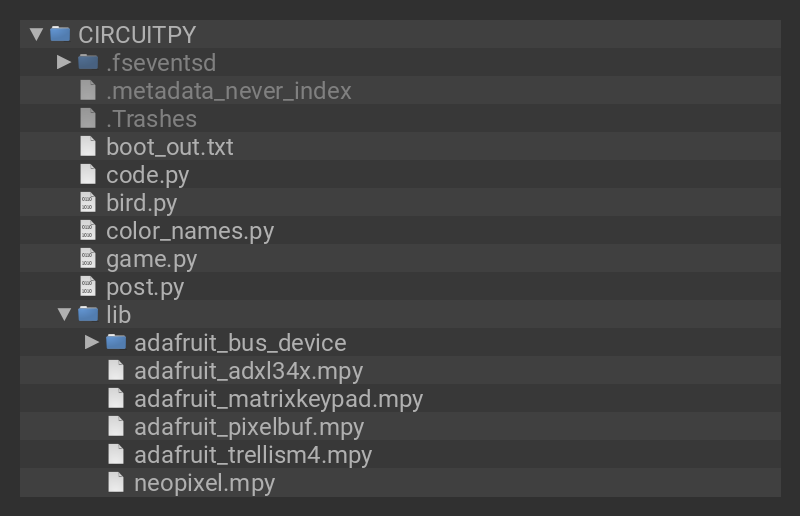 CIRCUITPY
.fseventsd
.metadata_never_index
.Trashes
boot_out.txt
code.py
bird.py
color_names.py
game.py
post.py
lib
adafruit_bus_device
adafruit_adxl34x.mpy
adafruit_matrixkeypad.mpy
adafruit_pixelbuf.mpy
adafruit_trellism4.mpy
neopixel.mpy